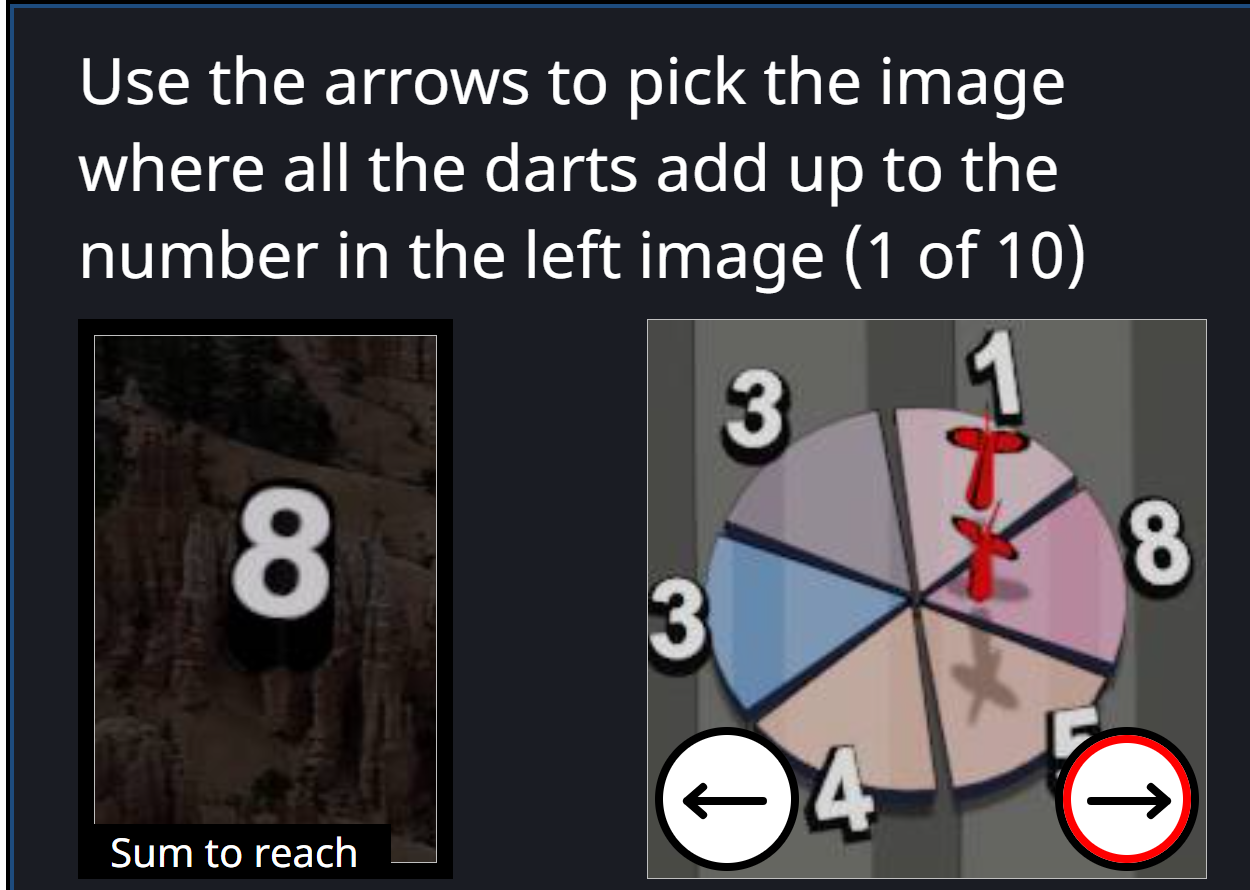 Use the arrows to pick the image
where all the darts add up to the
number in the left image (1 of 10)
1
3
8
8
3
5
4
Sum to reach